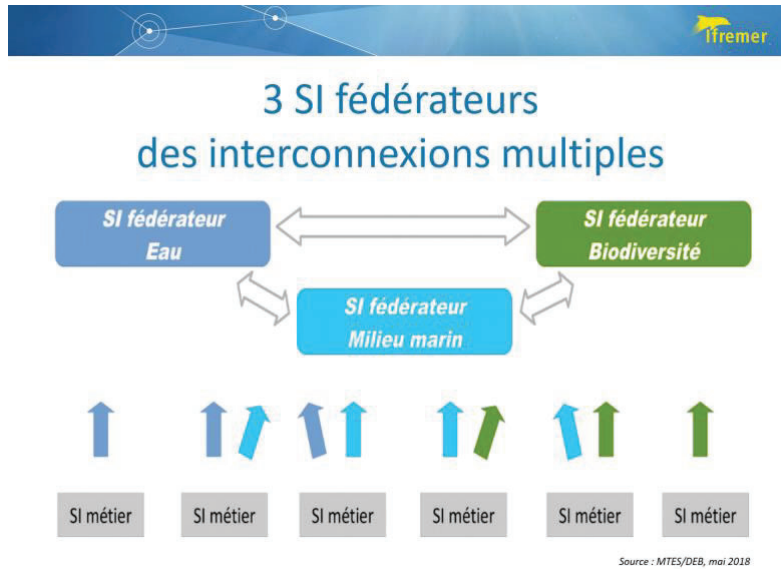 Ifremer
3 SI fédérateurs
des interconnexions multiples
SI fédérateur
Eau
SI fédérateur
Biodiversité
SI fédérateur
Milieu marin
SI métier
SI métier
SI métier
SI métier
SI métier
SI métier
Source : MTES/DEB, mai 2018